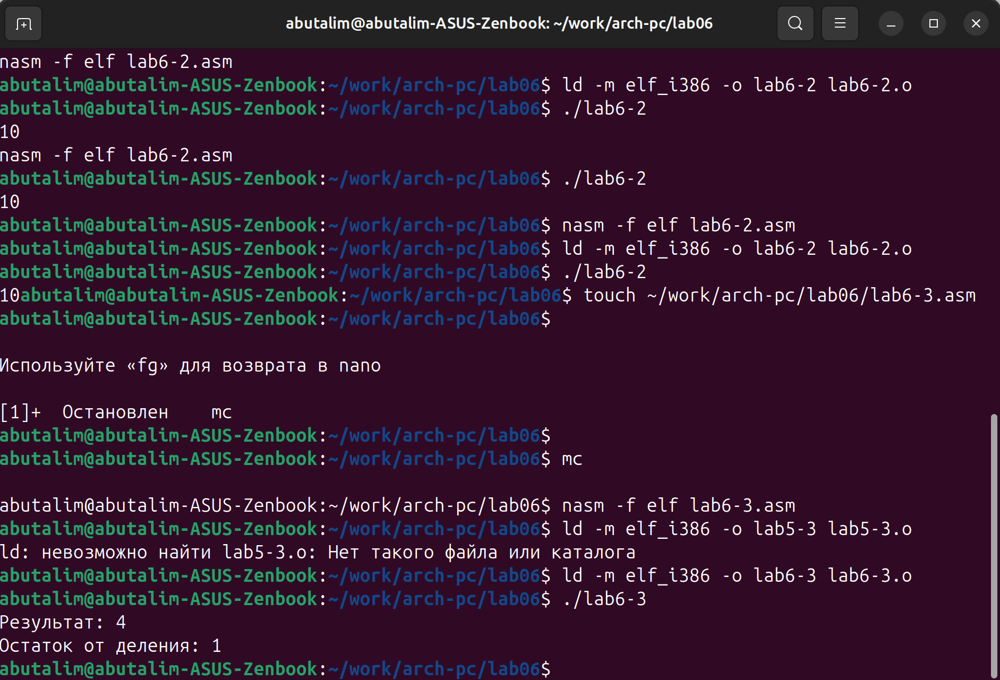 abutalim@abutalim-ASUS-Zenbook: ~/work/arch-pc/lab06
nasm -f elf lab6-2.asm
abutalim@abutalim-ASUS-Zenbook:~/work/arch-pc/lab06$ ld -m elf_i386 -o lab6-2 lab6-2.o
abutalim@abutalim-ASUS-Zenbook:~/work/arch-pc/lab06$ ./lab6-2
10
nasm -f elf lab6-2.asm
abutalim@abutalim-ASUS-Zenbook:~/work/arch-pc/lab06$ ./lab6-2
10
abutalim@abutalim-ASUS-Zenbook:~/work/arch-pc/lab06$ nasm -f elf lab6-2.asm
abutalim@abutalim-ASUS-Zenbook:~/work/arch-pc/lab06$ ld -m elf_i386 -o lab6-2 lab6-2.o
abutalim@abutalim-ASUS-Zenbook:~/work/arch-pc/lab06$ ./lab6-2
10abutalim@abutalim-ASUS-Zenbook:~/work/arch-pc/lab06$ touch ~/work/arch-pc/lab06/lab6-3.asm
abutalim@abutalim-ASUS-Zenbook:~/work/arch-pc/lab06$
Используйте «fg» для возврата в nano
[1]+  Остановлен    mc
abutalim@abutalim-ASUS-Zenbook:~/work/arch-pc/lab06$
abutalim@abutalim-ASUS-Zenbook:~/work/arch-pc/lab06$ mc
abutalim@abutalim-ASUS-Zenbook:~/work/arch-pc/lab06$ nasm -f elf lab6-3.asm
abutalim@abutalim-ASUS-Zenbook:~/work/arch-pc/lab06$ ld -m elf_i386 -o lab5-3 lab5-3.o
ld: невозможно найти lab5-3.o: Нет такого файла или каталога
abutalim@abutalim-ASUS-Zenbook:~/work/arch-pc/lab06$ ld -m elf_i386 -o lab6-3 lab6-3.o
abutalim@abutalim-ASUS-Zenbook:~/work/arch-pc/lab06$ ./lab6-3
Результат: 4
Остаток от деления: 1
abutalim@abutalim-ASUS-Zenbook:~/work/arch-pc/lab06$